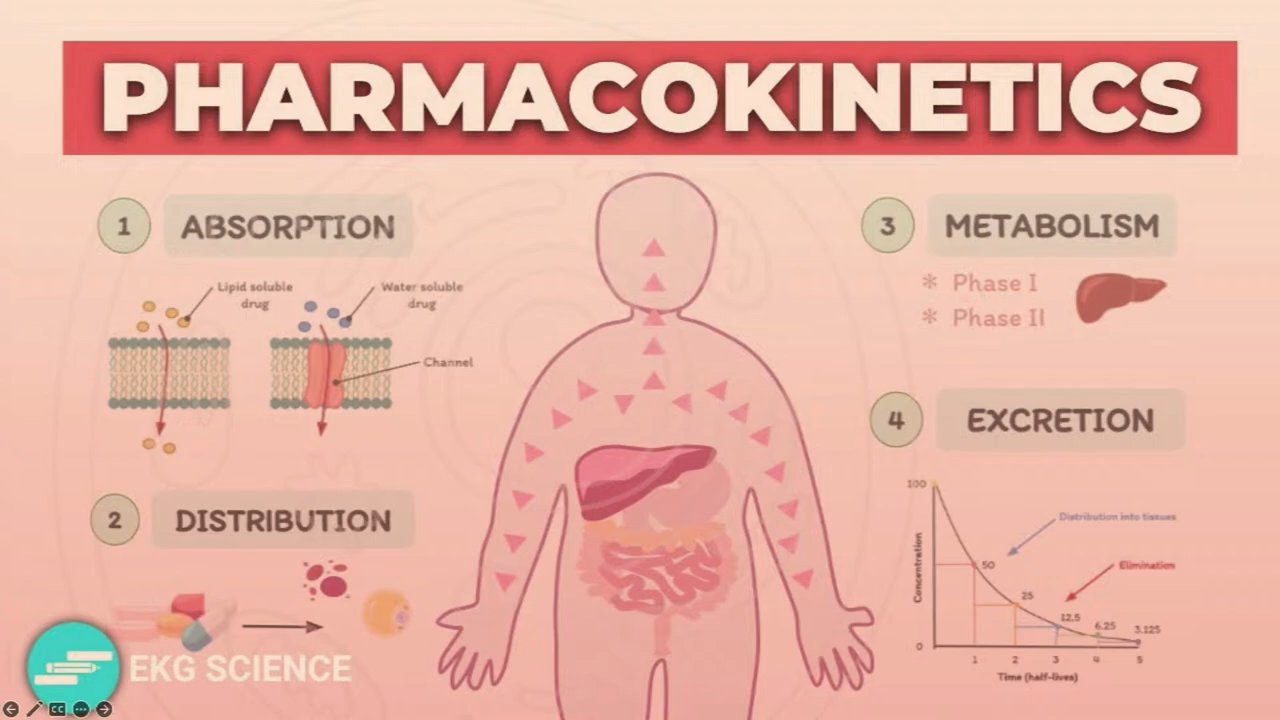 PHARMACOKINETICS
1 ABSORPTION
Lipid soluble
drug
Water soluble
drug
Channel
2 DISTRIBUTION
3 METABOLISM
* Phase I
* Phase II
4 EXCRETION
100
Distribution into tissues
50
Elimination
25
12,5
6.25
3.125
Concentration
0
1 2 3 4 5
Time (half-lives)
EKG SCIENCE
CC